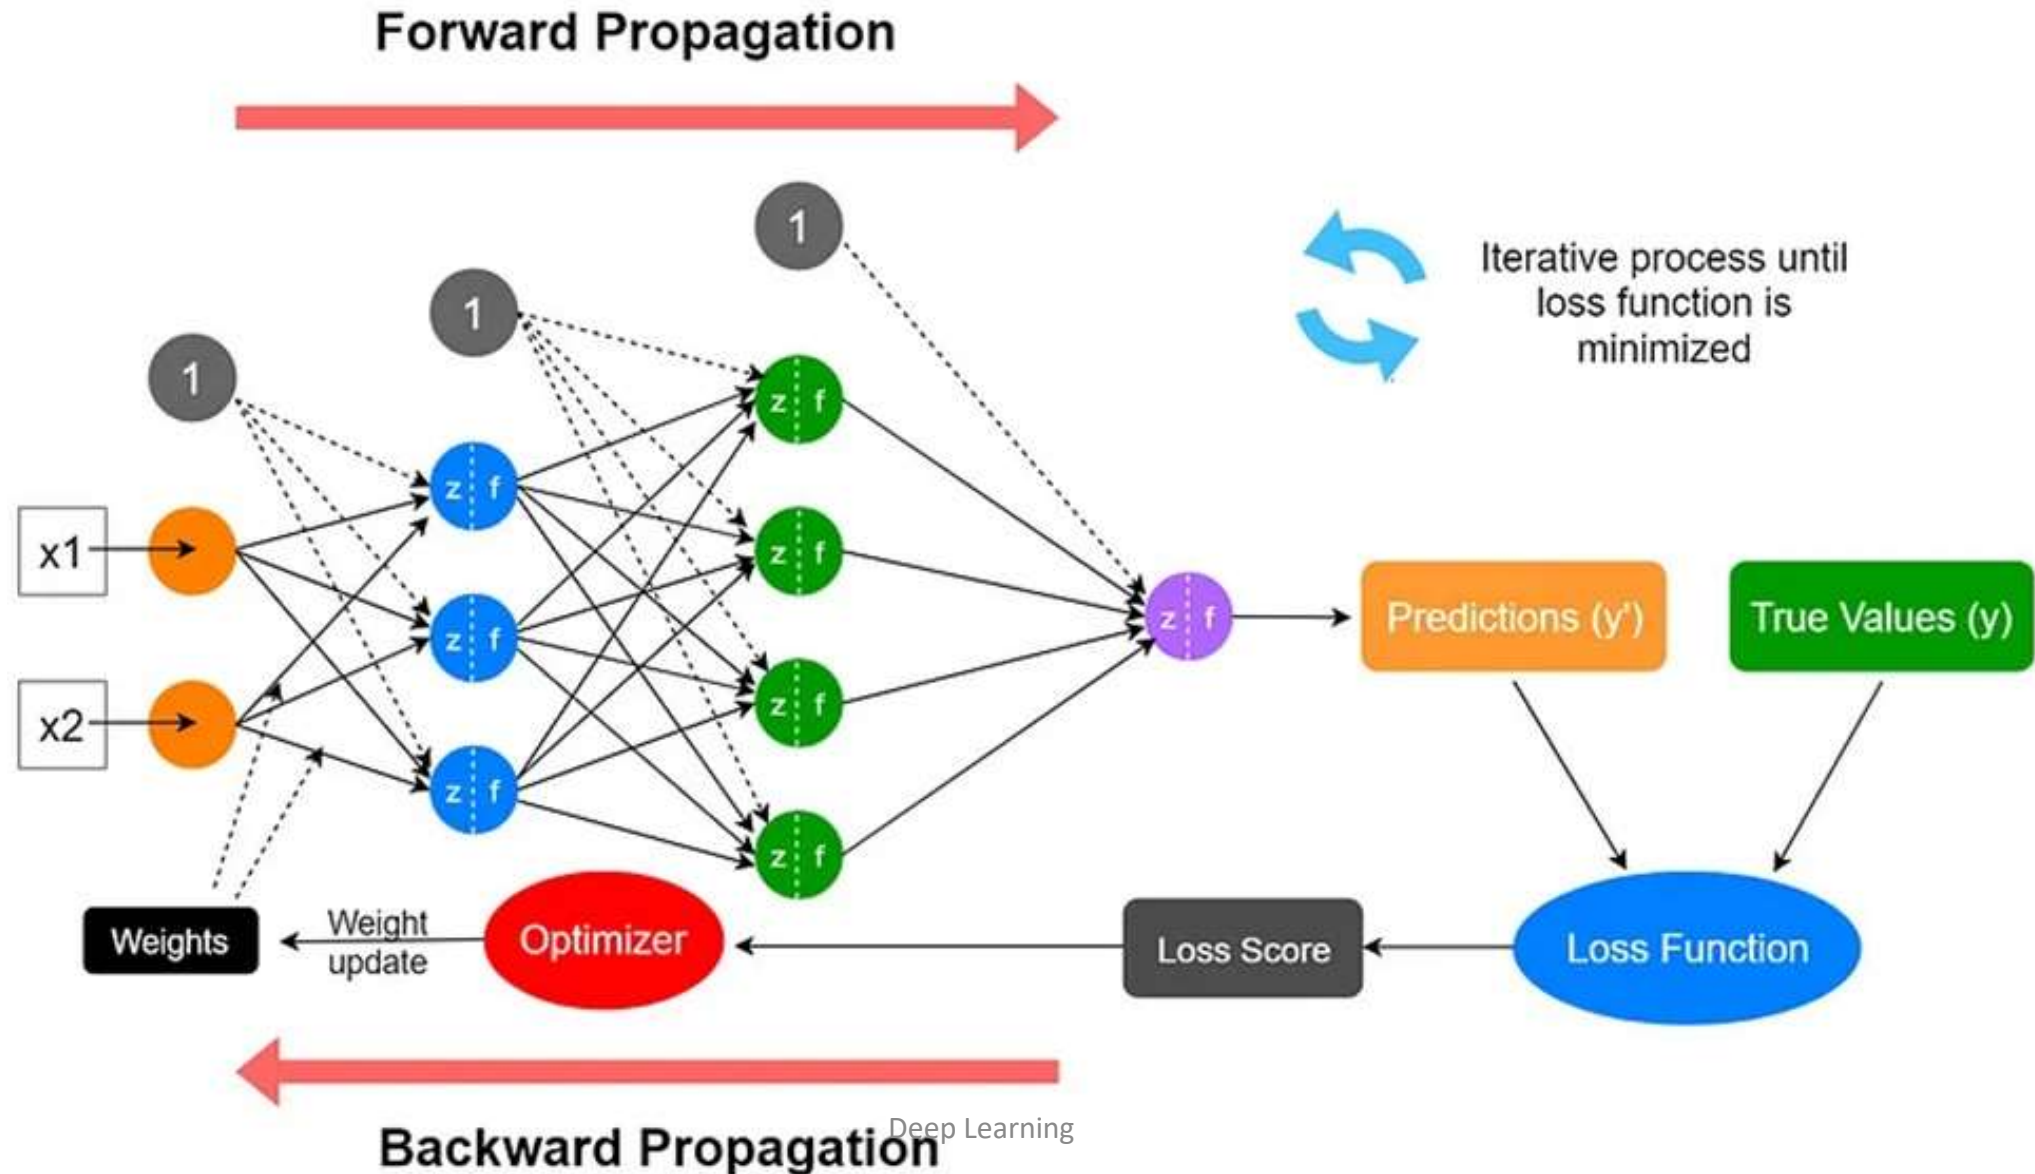 Forward Propagation
1
1
1
Iterative process until
loss function is
minimized
x1
x2
z f
z f
z f
z f
z f
z f
z f
z f
Predictions (y')
True Values (y)
Weights
Weight
update
Optimizer
Loss Score
Loss Function
Deep Learning
Backward Propagation